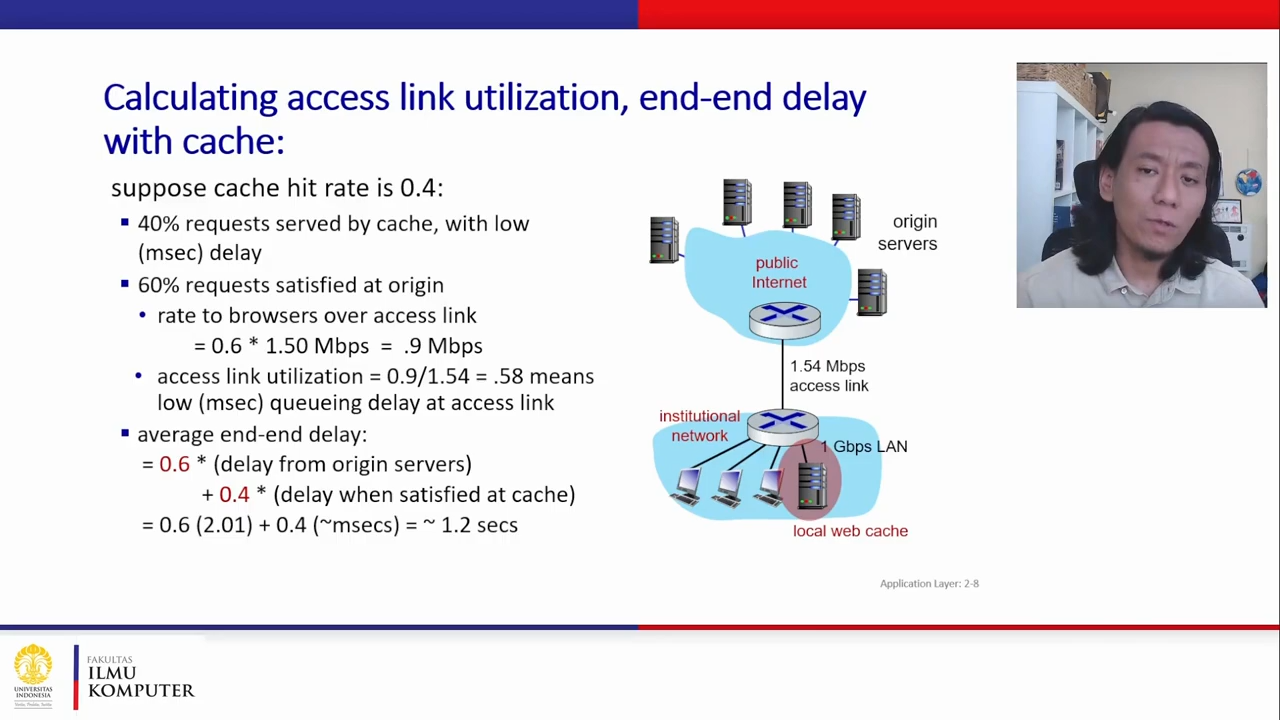 Calculating access link utilization, end-end delay
with cache:
suppose cache hit rate is 0.4:
▪ 40% requests served by cache, with low
(msec) delay
▪ 60% requests satisfied at origin
• rate to browsers over access link
= 0.6 * 1.50 Mbps = .9 Mbps
• access link utilization = 0.9/1.54 = .58 means
low (msec) queueing delay at access link
▪ average end-end delay:
= 0.6 * (delay from origin servers)
+ 0.4 * (delay when satisfied at cache)
= 0.6 (2.01) + 0.4 (~msecs) = ~ 1.2 secs
origin
servers
public
Internet
1.54 Mbps
access link
institutional
network
1 Gbps LAN
local web cache
Application Layer: 2-8
UNIVERSITAS
INDONESIA
FAKULTAS
ILMU
KOMPUTER